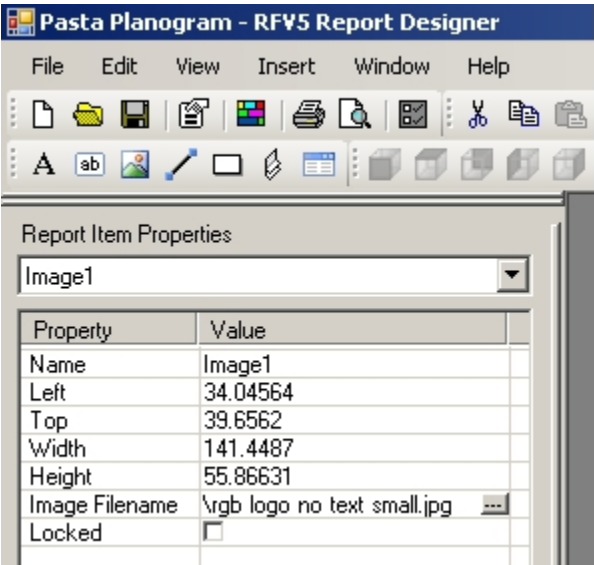 Pasta Planogram - RFV5 Report Designer
File Edit View Insert Window Help
A ab
Report Item Properties
Image1
Property Value
Name Image1
Left 34.04564
Top 39.6562
Width 141.4487
Height 55.86631
Image Filename \rgb logo no text small.jpg ...
Locked